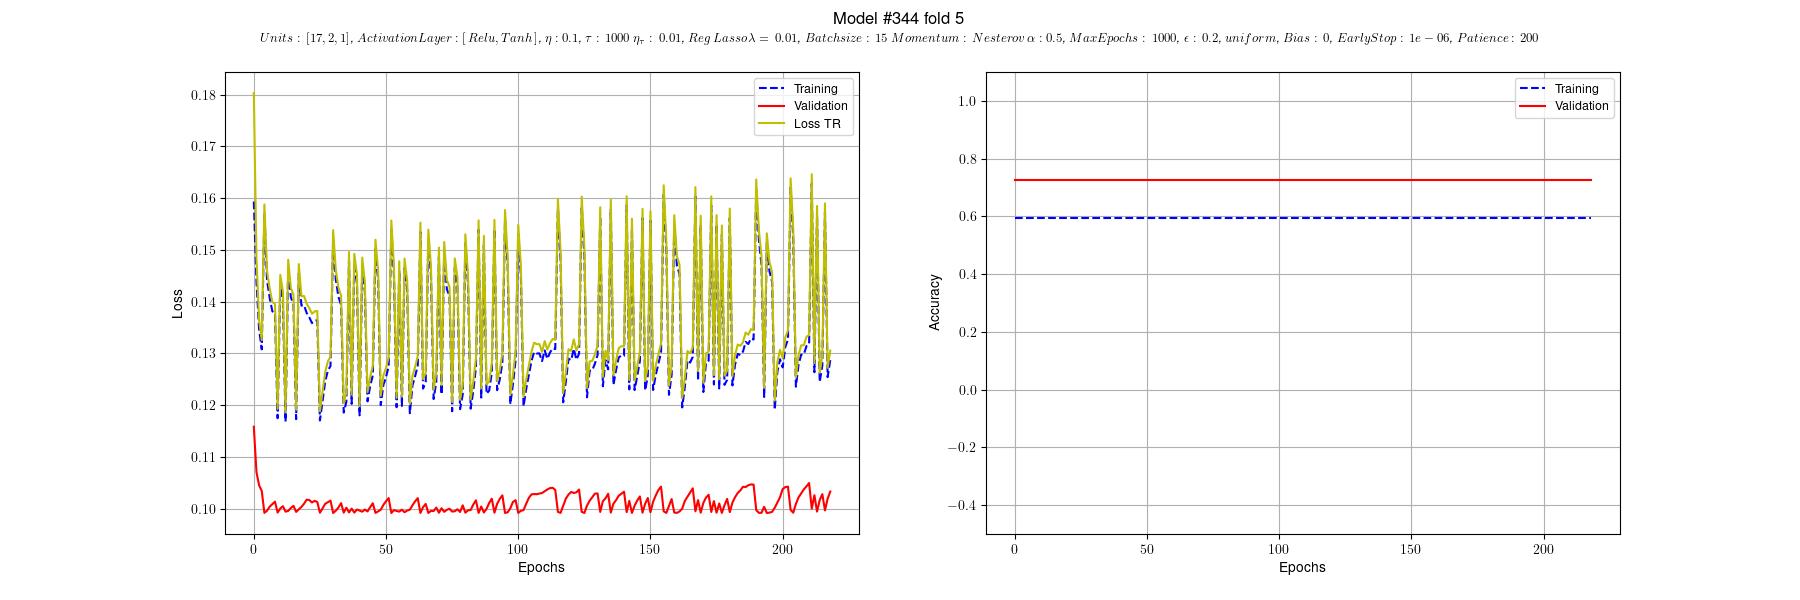 Model #344 fold 5
Units : [17, 2, 1], ActivationLayer : [ Relu, Tanh ], η : 0.1, τ : 1000 η_τ : 0.01, Reg Lassoλ = 0.01, Batchsize : 15 Momentum : Nesterov α : 0.5, MaxEpochs : 1000, ϵ : 0.2, uniform, Bias : 0, EarlyStop : 1e − 06, Patience : 200
Training
Validation
Loss TR
0.18
0.17
0.16
0.15
0.14
0.13
0.12
0.11
0.10
Loss
0 50 100 150 200
Epochs
Training
Validation
1.0
0.8
0.6
0.4
0.2
0.0
−0.2
−0.4
Accuracy
0 50 100 150 200
Epochs